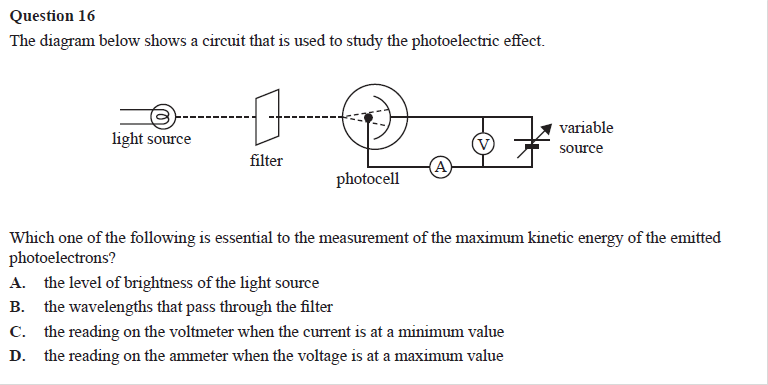 Question 16
The diagram below shows a circuit that is used to study the photoelectric effect.
light source
filter
photocell
A
V
variable
source
Which one of the following is essential to the measurement of the maximum kinetic energy of the emitted
photoelectrons?
A. the level of brightness of the light source
B. the wavelengths that pass through the filter
C. the reading on the voltmeter when the current is at a minimum value
D. the reading on the ammeter when the voltage is at a maximum value